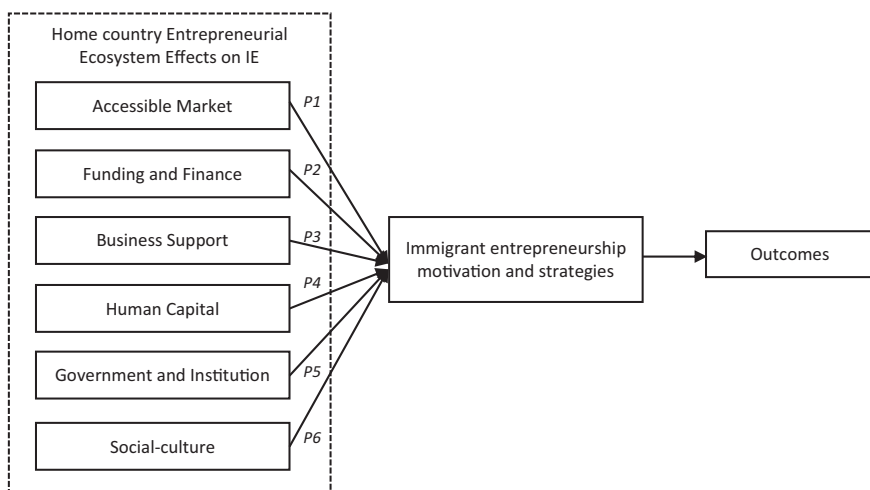 Home country Entrepreneurial
Ecosystem Effects on IE
Accessible Market
P1
Funding and Finance
P2
Business Support
P3
Human Capital
P4
Government and Institution
P5
Social-culture
P6
Immigrant entrepreneurship
motivation and strategies
Outcomes